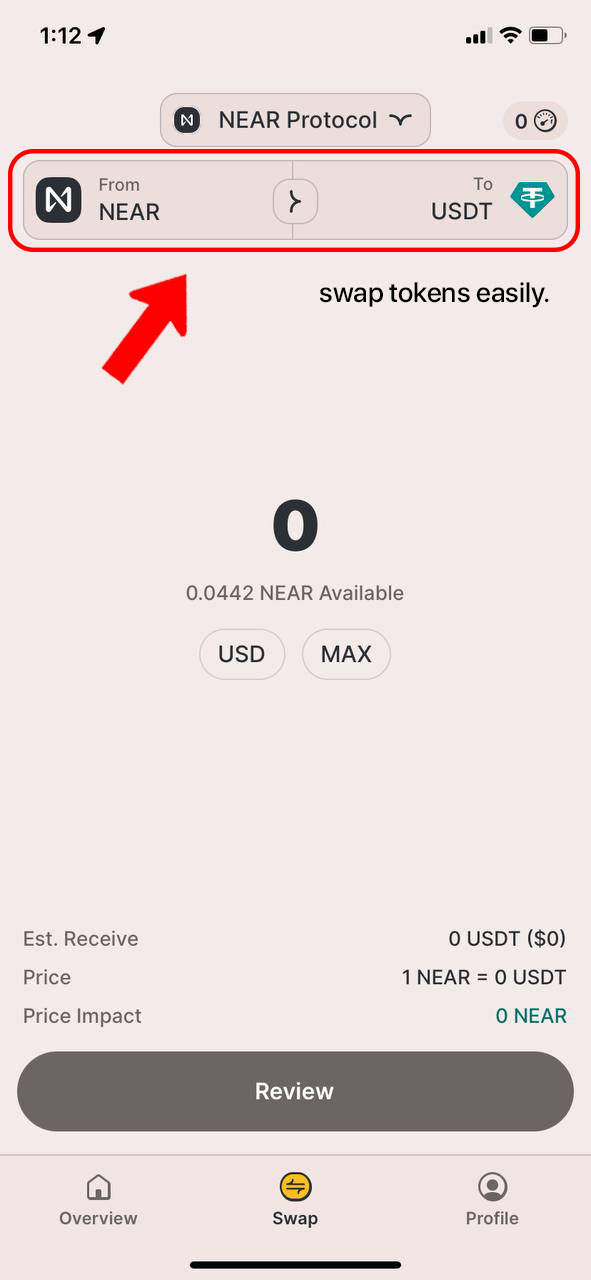 1:12
NEAR Protocol
0
From
NEAR
To
USDT
swap tokens easily.
0
0.0442 NEAR Available
USD MAX
Est. Receive 0 USDT ($0)
Price 1 NEAR = 0 USDT
Price Impact 0 NEAR
Review
Overview Swap Profile